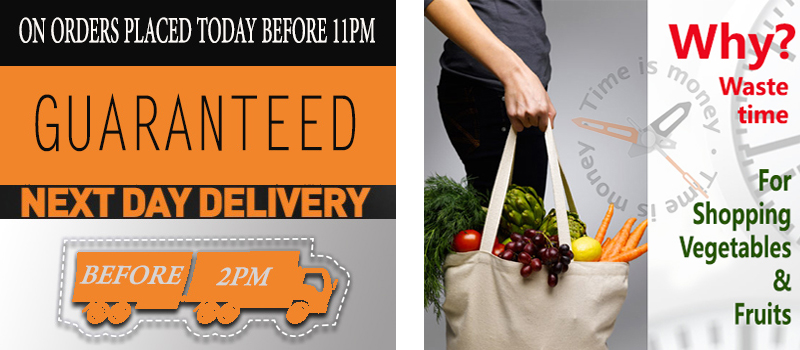 ON ORDERS PLACED TODAY BEFORE 11PM
GUARANTEED
NEXT DAY DELIVERY
BEFORE 2PM
Why?
Waste
time
Time is money
Time is money
For
Shopping
Vegetables
&
Fruits